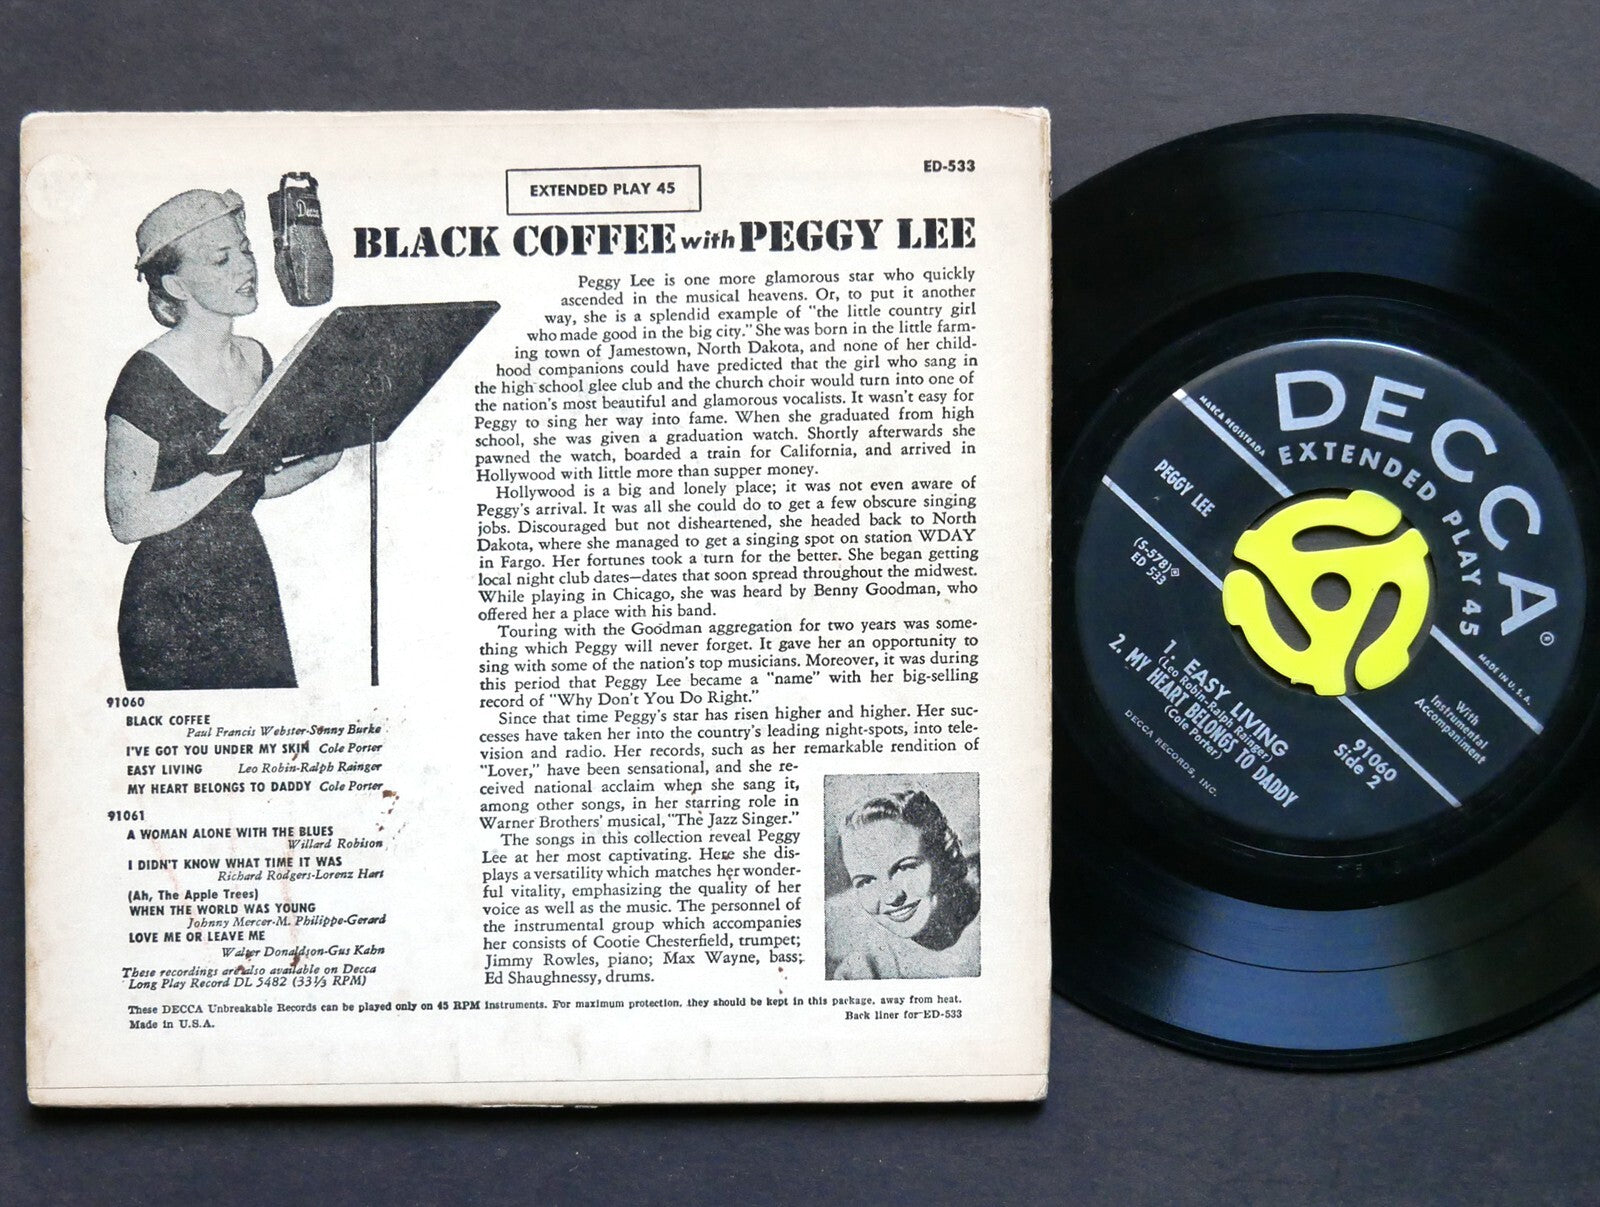 ED-533
EXTENDED PLAY 45
Decca
BLACK COFFEE with PEGGY LEE
Peggy Lee is one more glamorous star who quickly
ascended in the musical heavens. Or, to put it another
way, she is a splendid example of "the little country girl
who made good in the big city." She was born in the little farm-
ing town of Jamestown, North Dakota, and none of her child-
hood companions could have predicted that the girl who sang in
the high school glee club and the church choir would turn into one of
the nation's most beautiful and glamorous vocalists. It wasn't easy for
Peggy to sing her way into fame. When she graduated from high
school, she was given a graduation watch. Shortly afterwards she
pawned the watch, boarded a train for California, and arrived in
Hollywood with little more than supper money.
Hollywood is a big and lonely place; it was not even aware of
Peggy's arrival. It was all she could do to get a few obscure singing
jobs. Discouraged but not disheartened, she headed back to North
Dakota, where she managed to get a singing spot on station WDAY
in Fargo. Her fortunes took a turn for the better. She began getting
local night club dates—dates that soon spread throughout the midwest.
While playing in Chicago, she was heard by Benny Goodman, who
offered her a place with his band.
Touring with the Goodman aggregation for two years was some-
thing which Peggy will never forget. It gave her an opportunity to
sing with some of the nation's top musicians. Moreover, it was during
this period that Peggy Lee became a "name" with her big-selling
record of "Why Don't You Do Right."
Since that time Peggy's star has risen higher and higher. Her suc-
cesses have taken her into the country's leading night-spots, into tele-
vision and radio. Her records, such as her remarkable rendition of
"Lover," have been sensational, and she re-
ceived national acclaim when she sang it,
among other songs, in her starring role in
Warner Brothers' musical, "The Jazz Singer."
The songs in this collection reveal Peggy
Lee at her most captivating. Here she dis-
plays a versatility which matches her wonder-
ful vitality, emphasizing the quality of her
voice as well as the music. The personnel of
the instrumental group which accompanies
her consists of Cootie Chesterfield, trumpet;
Jimmy Rowles, piano; Max Wayne, bass;
Ed Shaughnessy, drums.
91060
BLACK COFFEE
Paul Francis Webster-Sonny Burke
I'VE GOT YOU UNDER MY SKIN Cole Porter
EASY LIVING Leo Robin-Ralph Rainger
MY HEART BELONGS TO DADDY Cole Porter
91061
A WOMAN ALONE WITH THE BLUES
Willard Robison
I DIDN'T KNOW WHAT TIME IT WAS
Richard Rodgers-Lorenz Hart
(Ah, The Apple Trees)
WHEN THE WORLD WAS YOUNG
Johnny Mercer-M. Philippe-Gerard
LOVE ME OR LEAVE ME
Walter Donaldson-Gus Kahn
These recordings are also available on Decca
Long Play Record DL 5482 (33⅓ RPM)
These DECCA Unbreakable Records can be played only on 45 RPM instruments. For maximum protection, they should be kept in this package, away from heat.
Made in U.S.A.
Back liner for ED-533
DECCA ®
EXTENDED PLAY 45
MARCA REGISTRADA
MADE IN U.S.A.
PEGGY LEE
(S-578)
ED 533
With
Instrumental
Accompaniment
91060
Side 2
1. EASY LIVING
(Leo Robin-Ralph Rainger)
2. MY HEART BELONGS TO DADDY
(Cole Porter)
DECCA RECORDS, INC.